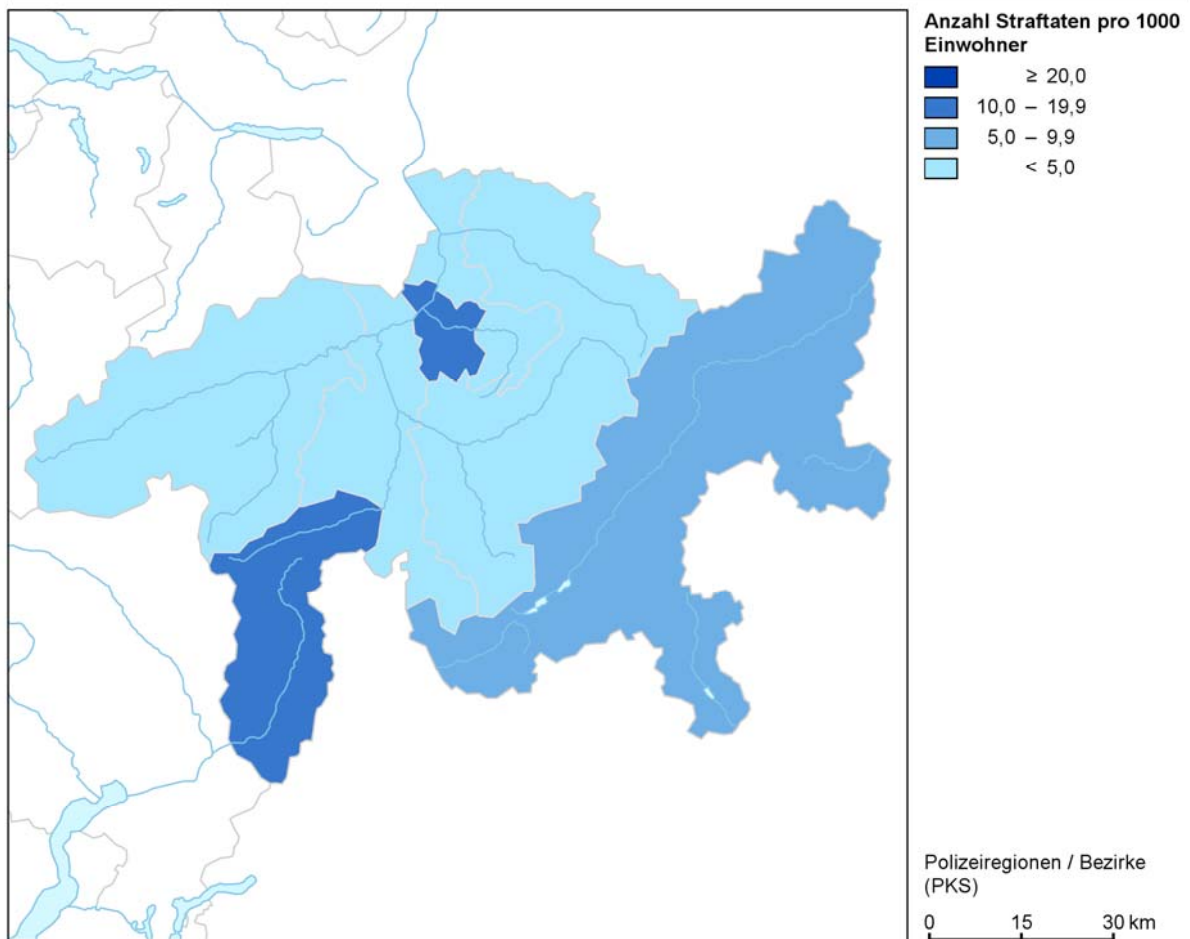 Anzahl Straftaten pro 1000
Einwohner
≥ 20,0
10,0 – 19,9
5,0 – 9,9
< 5,0
Polizeiregionen / Bezirke
(PKS)
0 15 30 km